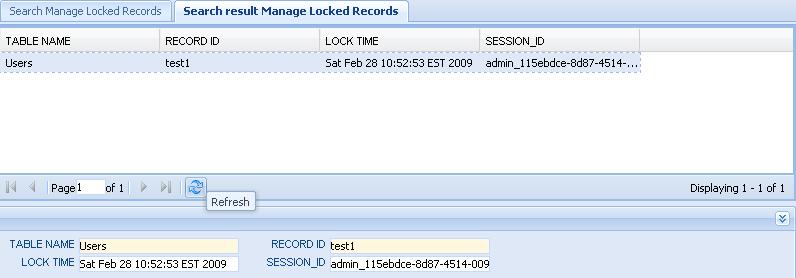 Search Manage Locked Records Search result Manage Locked Records
TABLE NAME RECORD ID LOCK TIME SESSION_ID
Users test1 Sat Feb 28 10:52:53 EST 2009 admin_115ebdce-8d87-4514-...
Page 1 of 1 Displaying 1 - 1 of 1
Refresh
TABLE NAME Users RECORD ID test1
LOCK TIME Sat Feb 28 10:52:53 EST 2009 SESSION_ID admin_115ebdce-8d87-4514-009